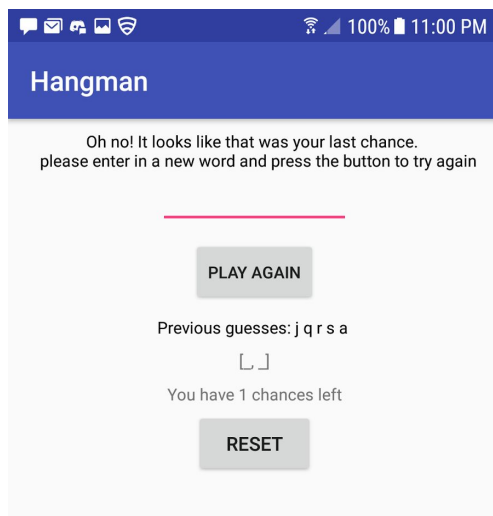 100% 11:00 PM
Hangman
Oh no! It looks like that was your last chance.
please enter in a new word and press the button to try again
PLAY AGAIN
Previous guesses: j q r s a
[_, _]
You have 1 chances left
RESET